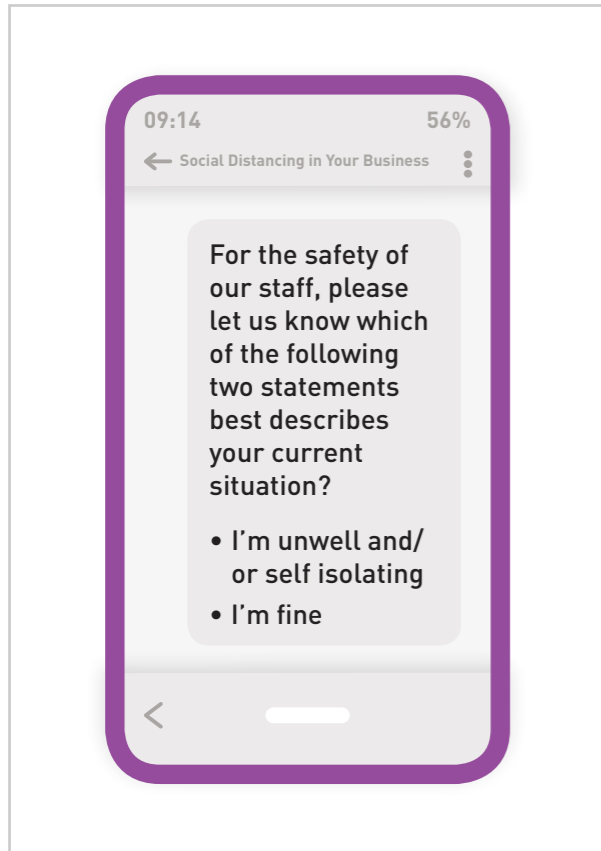 09:14 56%
Social Distancing in Your Business
For the safety of
our staff, please
let us know which
of the following
two statements
best describes
your current
situation?
• I’m unwell and/
or self isolating
• I’m fine